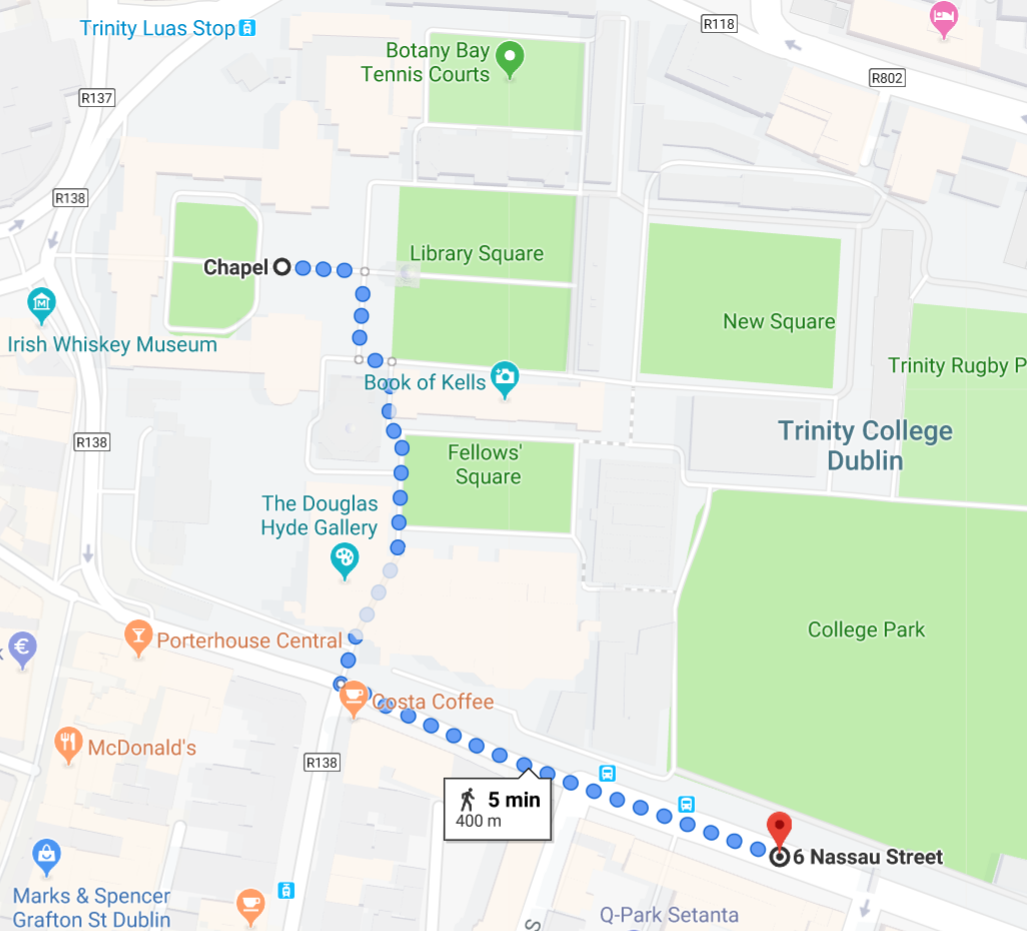 Trinity Luas Stop
R118
Botany Bay
Tennis Courts
R802
R137
R138
Library Square
Chapel
New Square
Irish Whiskey Museum
Trinity Rugby P
Book of Kells
R138
Trinity College
Dublin
Fellows'
Square
The Douglas
Hyde Gallery
College Park
Porterhouse Central
€
Costa Coffee
McDonald's
R138
5 min
400 m
6 Nassau Street
Marks & Spencer
Grafton St Dublin
Q-Park Setanta
S